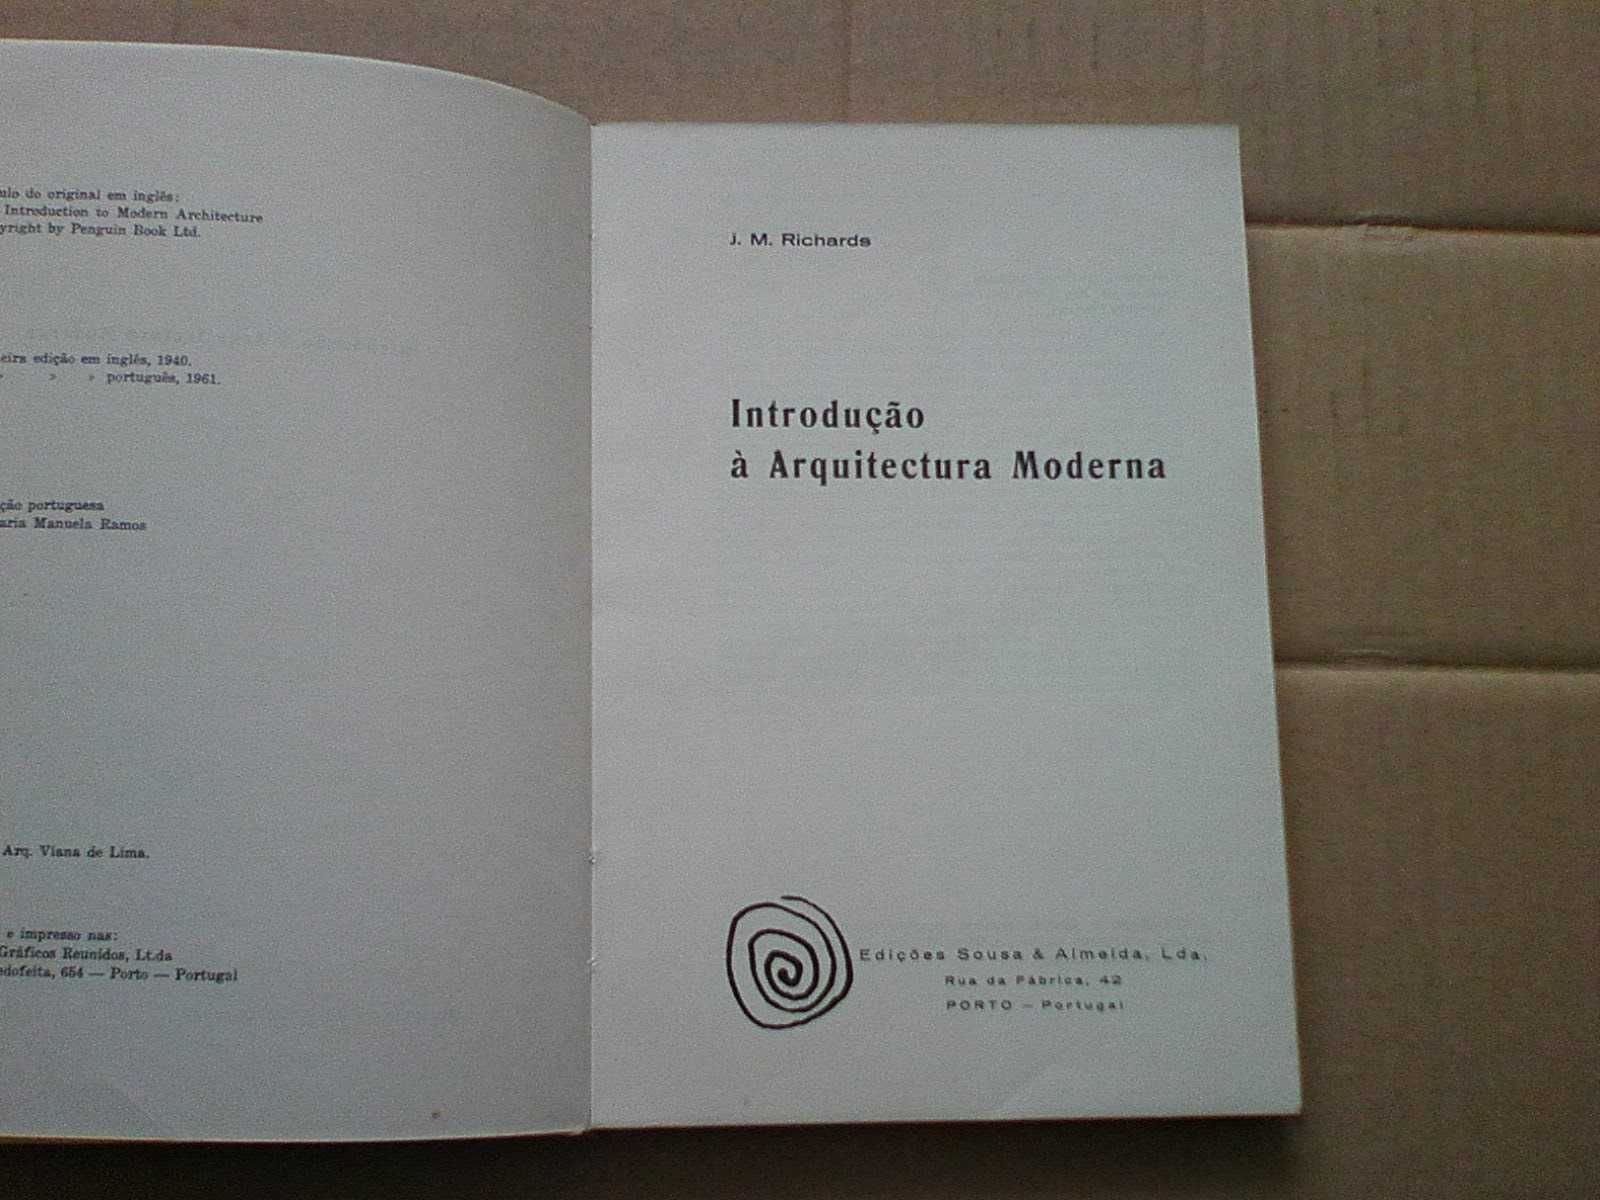 ulo do original em inglês:
Introduction to Modern Architecture
yright by Penguin Book Ltd.
eira edição em inglês, 1940.
» » » português, 1961.
ção portuguesa
aria Manuela Ramos
Arq. Viana de Lima.
e impresso nas:
Gráficos Reunidos, Lt.da
edofeita, 654 — Porto — Portugal
J. M. Richards
Introdução
à Arquitectura Moderna
Edições Sousa & Almeida, Lda.
Rua da Fábrica, 42
PORTO — Portugal